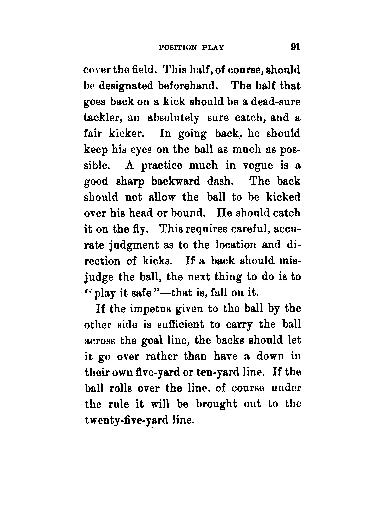 POSITION PLAY 91
cover the field. This half, of course, should
be designated beforehand. The half that
goes back on a kick should be a dead-sure
tackler, an absolutely sure catch, and a
fair kicker. In going back, he should
keep his eyes on the ball as much as pos-
sible. A practice much in vogue is a
good sharp backward dash. The back
should not allow the ball to be kicked
over his head or bound. He should catch
it on the fly. This requires careful, accu-
rate judgment as to the location and di-
rection of kicks. If a back should mis-
judge the ball, the next thing to do is to
"play it safe"—that is, fall on it.
If the impetus given to the ball by the
other side is sufficient to carry the ball
across the goal line, the backs should let
it go over rather than have a down in
their own five-yard or ten-yard line. If the
ball rolls over the line, of course under
the rule it will be brought out to the
twenty-five-yard line.